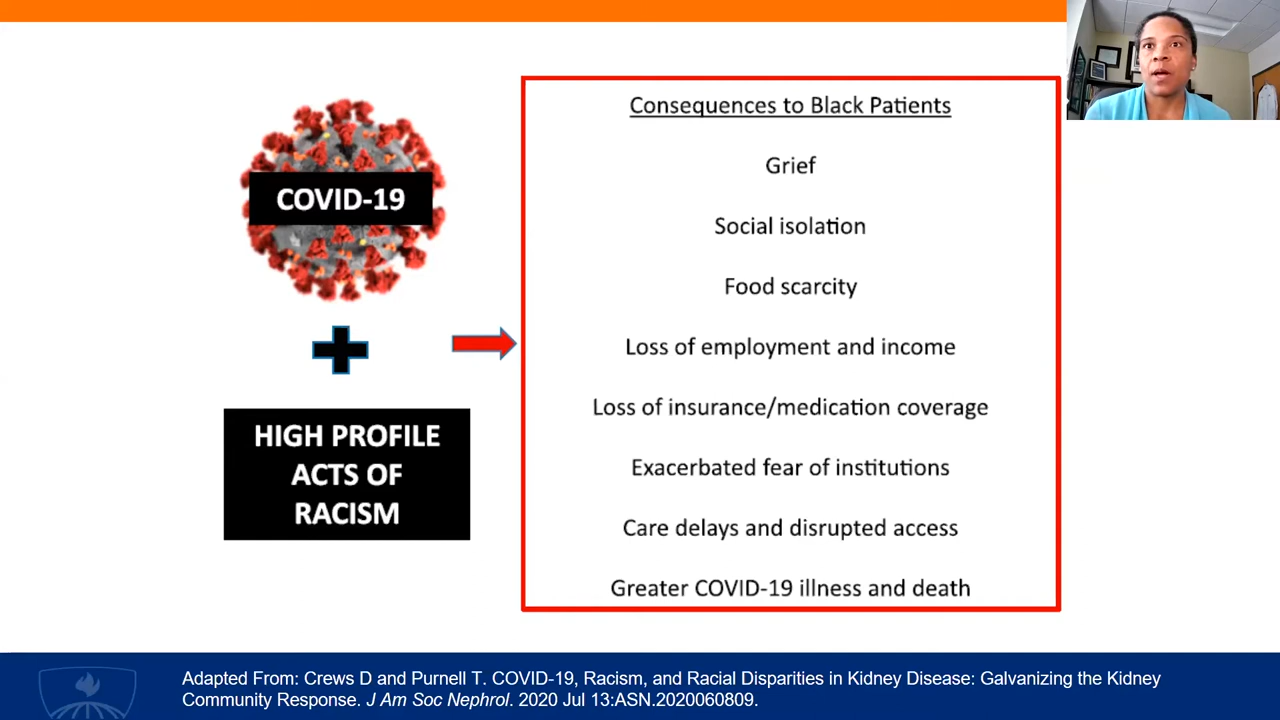 COVID-19
HIGH PROFILE
ACTS OF
RACISM
Consequences to Black Patients
Grief
Social isolation
Food scarcity
Loss of employment and income
Loss of insurance/medication coverage
Exacerbated fear of institutions
Care delays and disrupted access
Greater COVID-19 illness and death
Adapted From: Crews D and Purnell T. COVID-19, Racism, and Racial Disparities in Kidney Disease: Galvanizing the Kidney
Community Response. J Am Soc Nephrol. 2020 Jul 13:ASN.2020060809.